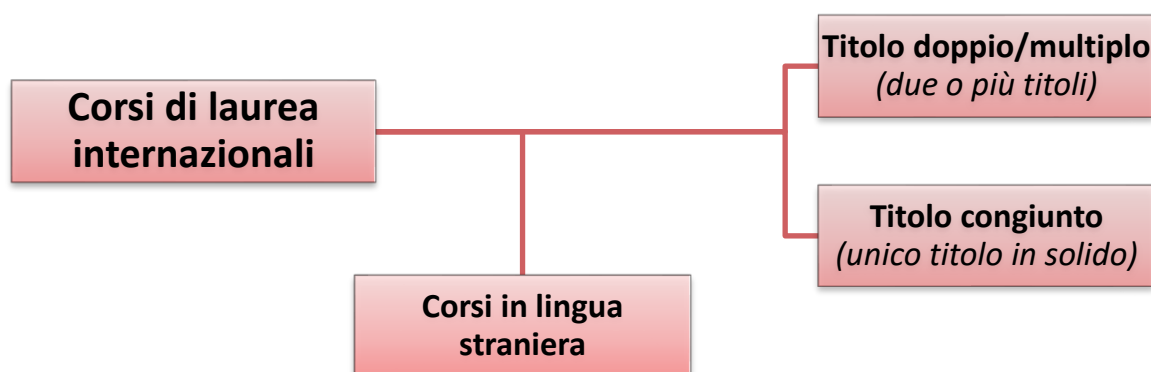 Corsi di laurea
internazionali
Titolo doppio/multiplo
(due o più titoli)
Titolo congiunto
(unico titolo in solido)
Corsi in lingua
straniera